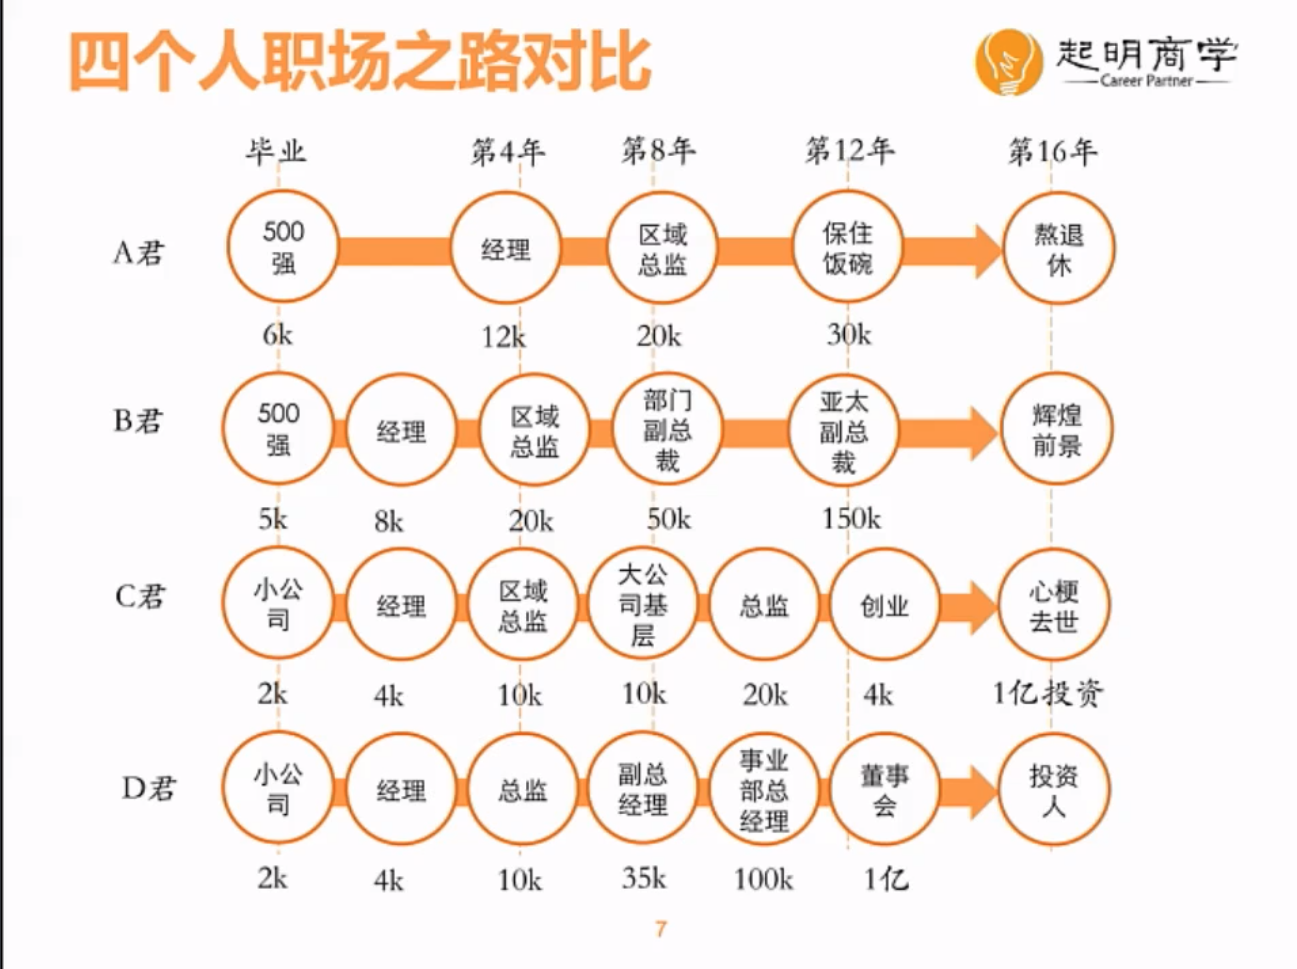 四个人职场之路对比
起明商学
Career Partner
毕业 第4年 第8年 第12年 第16年
A君
500
强
经理
区域
总监
保住
饭碗
熬退
休
6k 12k 20k 30k
B君
500
强
经理
区域
总监
部门
副总
裁
亚太
副总
裁
辉煌
前景
5k 8k 20k 50k 150k
C君
小公
司
经理
区域
总监
大公
司基
层
总监
创业
心梗
去世
2k 4k 10k 10k 20k 4k 1亿投资
D君
小公
司
经理
总监
副总
经理
事业
部总
经理
董事
会
投资
人
2k 4k 10k 35k 100k 1亿
7